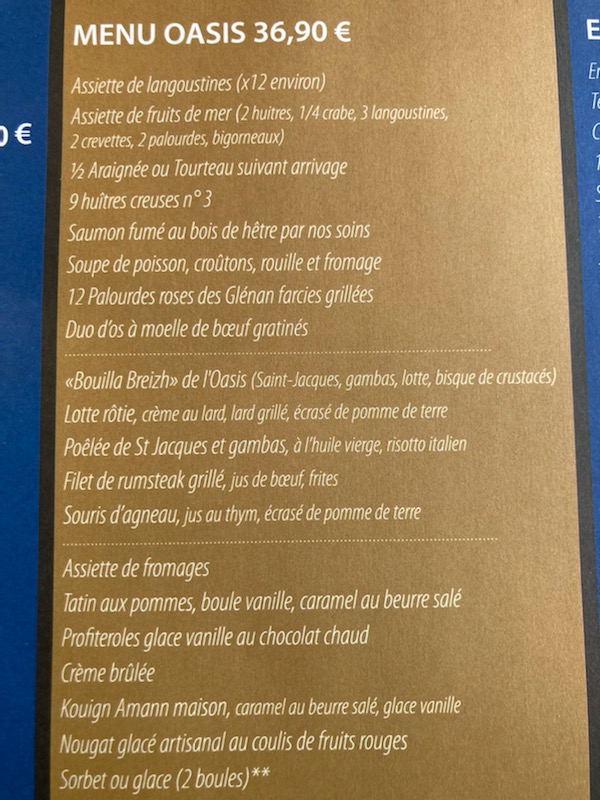 MENU OASIS 36,90 €
Assiette de langoustines (x12 environ)
Assiette de fruits de mer (2 huitres, 1/4 crabe, 3 langoustines,
2 crevettes, 2 palourdes, bigorneaux)
½ Araignée ou Tourteau suivant arrivage
9 huîtres creuses n°3
Saumon fumé au bois de hêtre par nos soins
Soupe de poisson, croûtons, rouille et fromage
12 Palourdes roses des Glénan farcies grillées
Duo d'os à moelle de bœuf gratinés
«Bouilla Breizh» de l'Oasis (Saint-Jacques, gambas, lotte, bisque de crustacés)
Lotte rôtie, crème au lard, lard grillé, écrasé de pomme de terre
Poêlée de St Jacques et gambas, à l'huile vierge, risotto italien
Filet de rumsteak grillé, jus de bœuf, frites
Souris d'agneau, jus au thym, écrasé de pomme de terre
Assiette de fromages
Tatin aux pommes, boule vanille, caramel au beurre salé
Profiteroles glace vanille au chocolat chaud
Crème brûlée
Kouign Amann maison, caramel au beurre salé, glace vanille
Nougat glacé artisanal au coulis de fruits rouges
Sorbet ou glace (2 boules)**
0 €